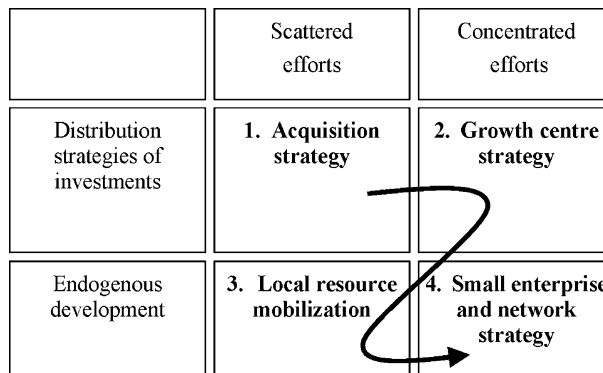 Scattered
efforts
Concentrated
efforts
Distribution
strategies of
investments
1. Acquisition
strategy
2. Growth centre
strategy
Endogenous
development
3. Local resource
mobilization
4. Small enterprise
and network
strategy